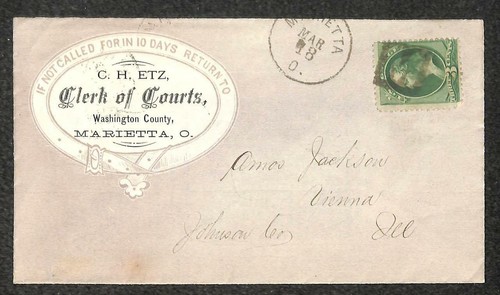 IF NOT CALLED FOR IN 10 DAYS RETURN TO
C. H. ETZ,
Clerk of Courts,
Washington County,
MARIETTA, O.
MARIETTA
MAR
18
O.
Amos Jackson
Vienna
Johnson Co Ill